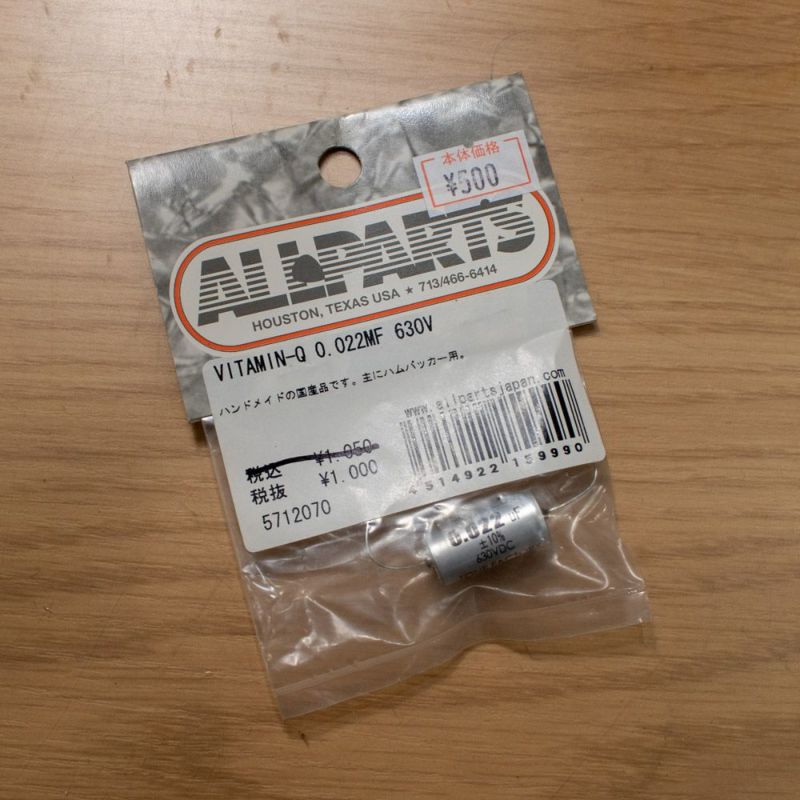 本体価格
¥500
ALLPARTS
HOUSTON, TEXAS USA ★ 713/466-6414
VITAMIN-Q 0.022MF 630V
ハンドメイドの国産品です。主にハムバッカー用。
www.allpartsjapan.com
税込 ¥1.050
税抜 ¥1.000
4514922 139990
5712070
0.022 uF
±10%
630VDC